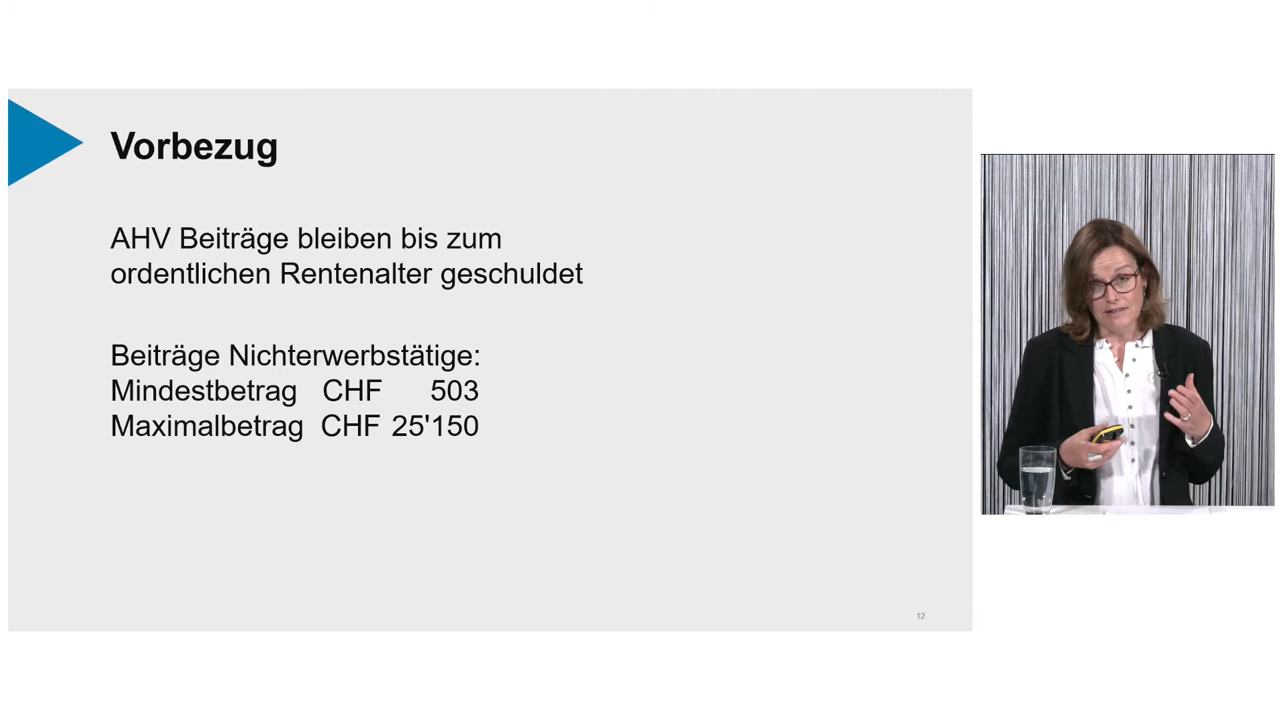 Vorbezug
AHV Beiträge bleiben bis zum
ordentlichen Rentenalter geschuldet
Beiträge Nichterwerbstätige:
Mindestbetrag CHF 503
Maximalbetrag CHF 25'150
12